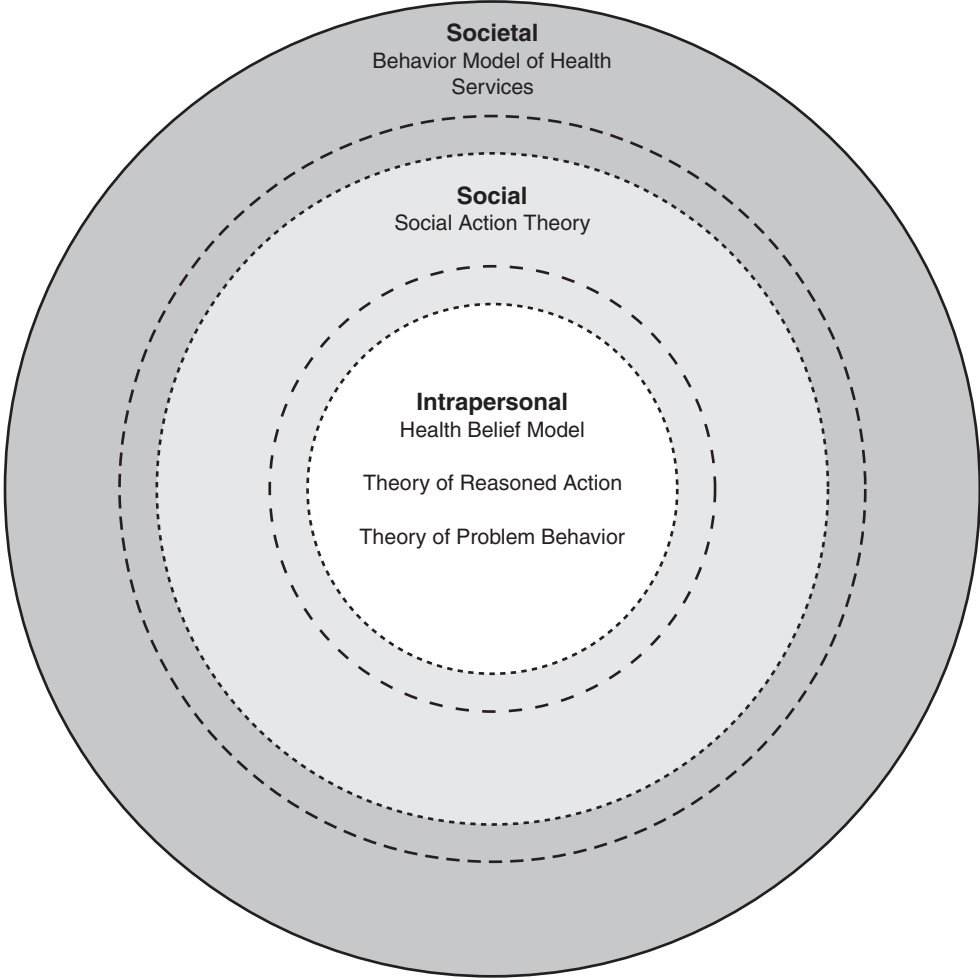 Societal
Behavior Model of Health
Services
Social
Social Action Theory
Intrapersonal
Health Belief Model
Theory of Reasoned Action
Theory of Problem Behavior